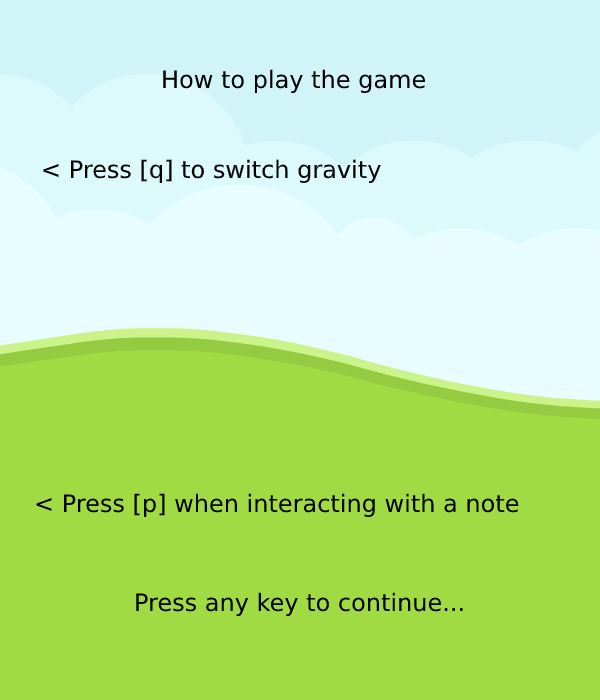 How to play the game
< Press [q] to switch gravity
< Press [p] when interacting with a note
Press any key to continue...